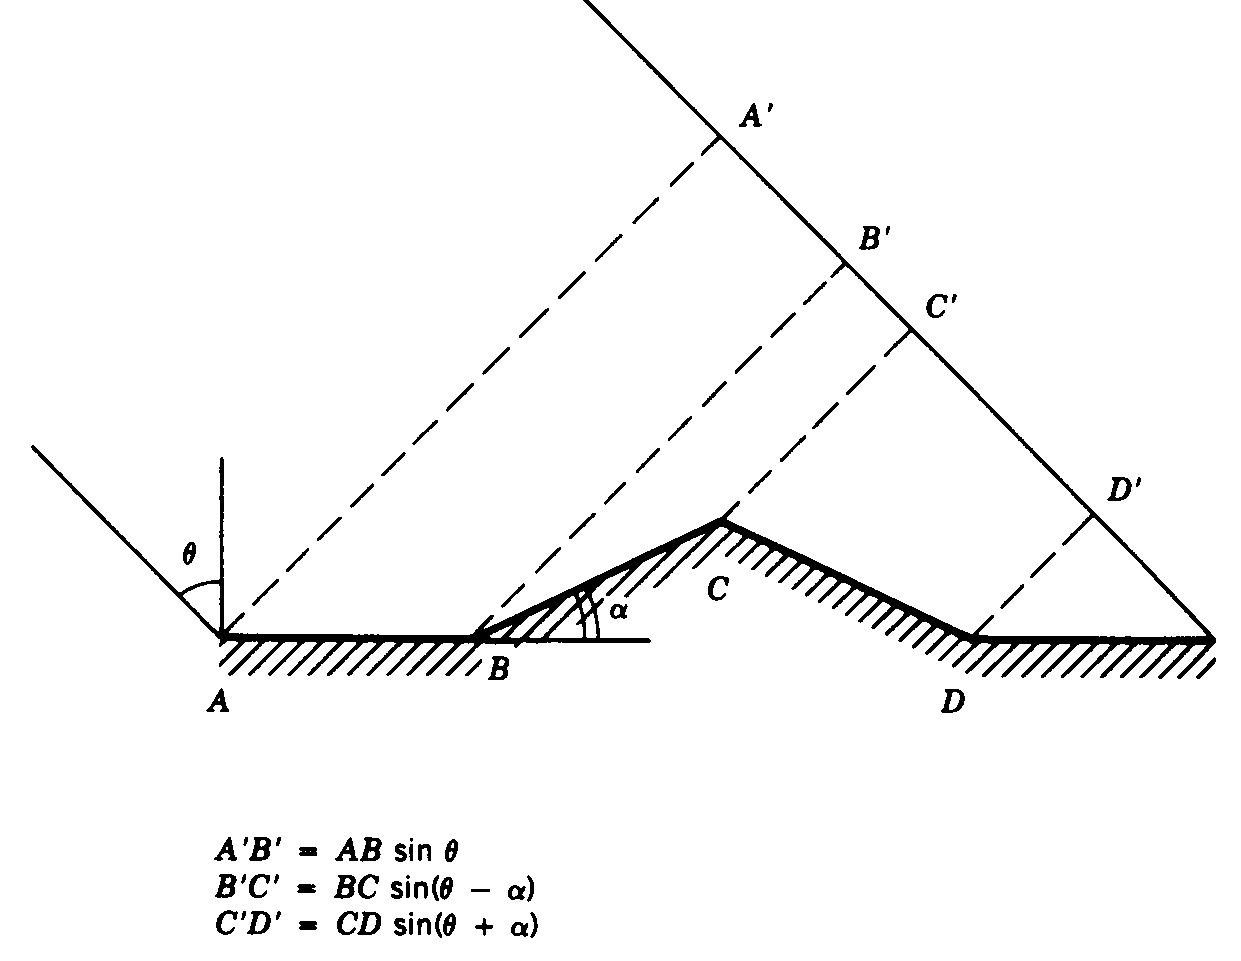 A'
B'
C'
D'
θ
α
C
B
A
D
A'B' = AB sin θ
B'C' = BC sin(θ − α)
C'D' = CD sin(θ + α)